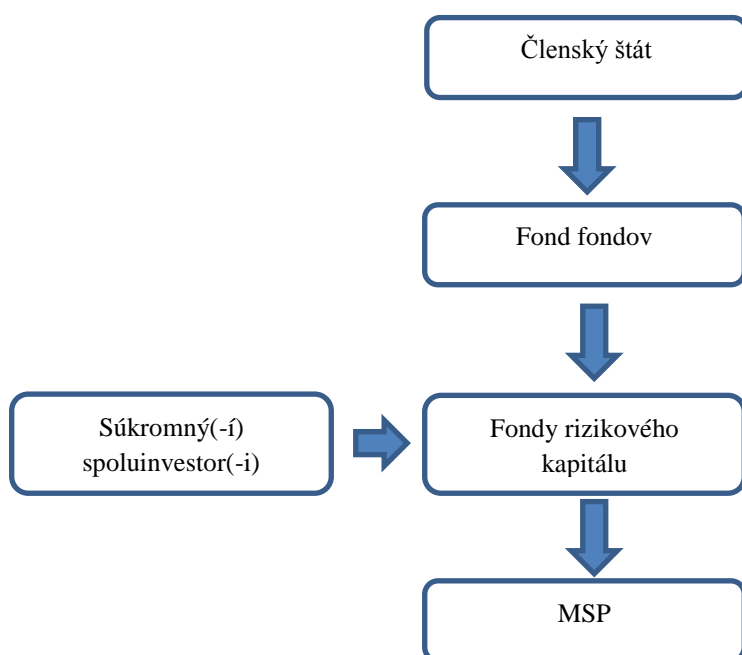 Členský štát
Fond fondov
Súkromný(-í)
spoluinvestor(-i)
Fondy rizikového
kapitálu
MSP